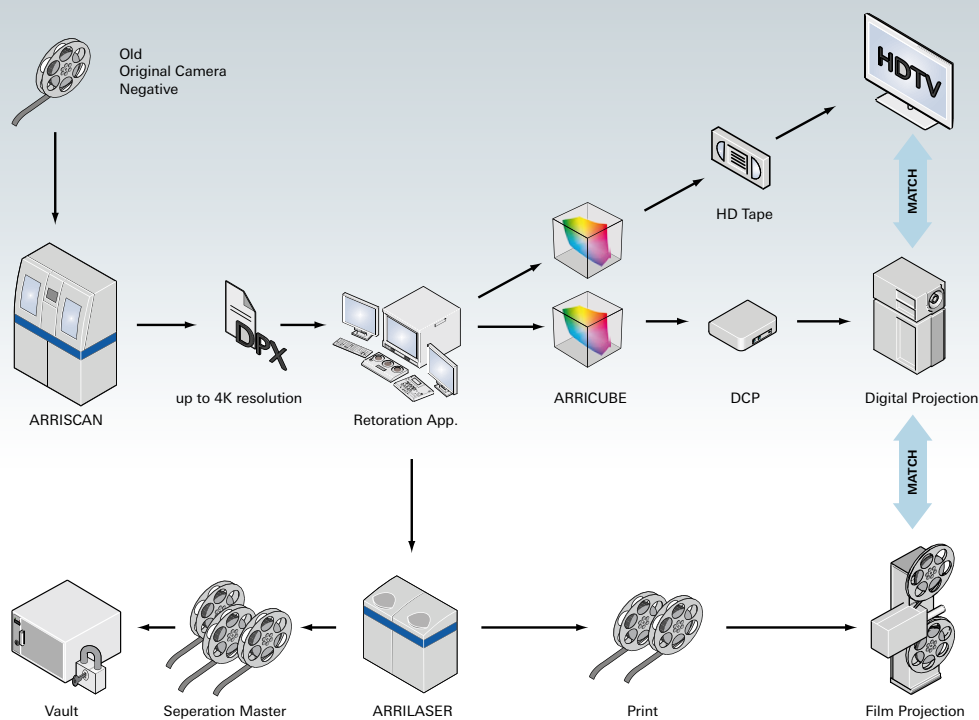 Old
Original Camera
Negative
HDTV
MATCH
HD Tape
DPX
up to 4K resolution
ARRISCAN
Retoration App.
ARRICUBE
DCP
Digital Projection
MATCH
Vault
Seperation Master
ARRILASER
Print
Film Projection